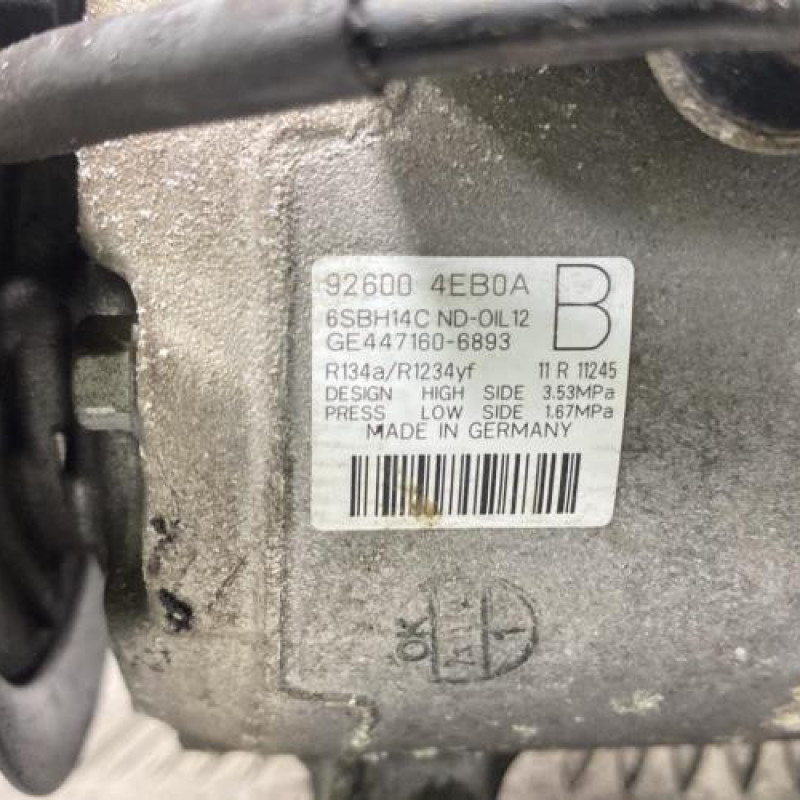 92600 4EB0A B
6SBH14C ND-OIL12
GE447160-6893
R134a/R1234yf 11 R 11245
DESIGN HIGH SIDE 3.53MPa
PRESS LOW SIDE 1.67MPa
MADE IN GERMANY
OK
1